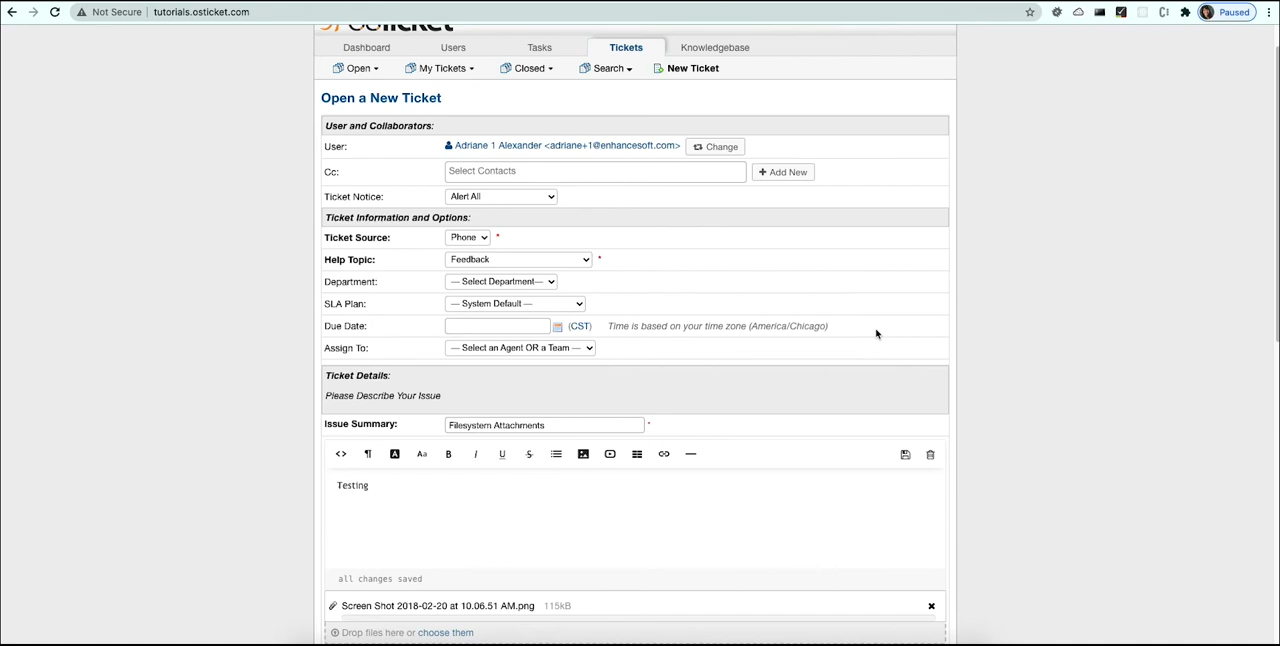 Not Secure tutorials.osticket.com Paused
Dashboard Users Tasks Tickets Knowledgebase
Open My Tickets Closed Search New Ticket
Open a New Ticket
User and Collaborators:
User: Adriane 1 Alexander <adriane+1@enhancesoft.com> Change
Cc: Select Contacts Add New
Ticket Notice: Alert All
Ticket Information and Options:
Ticket Source: Phone *
Help Topic: Feedback *
Department: — Select Department—
SLA Plan: — System Default —
Due Date: (CST) Time is based on your time zone (America/Chicago)
Assign To: — Select an Agent OR a Team —
Ticket Details:
Please Describe Your Issue
Issue Summary: Filesystem Attachments *
Testing
all changes saved
Screen Shot 2018-02-20 at 10.06.51 AM.png 115kB
Drop files here or choose them